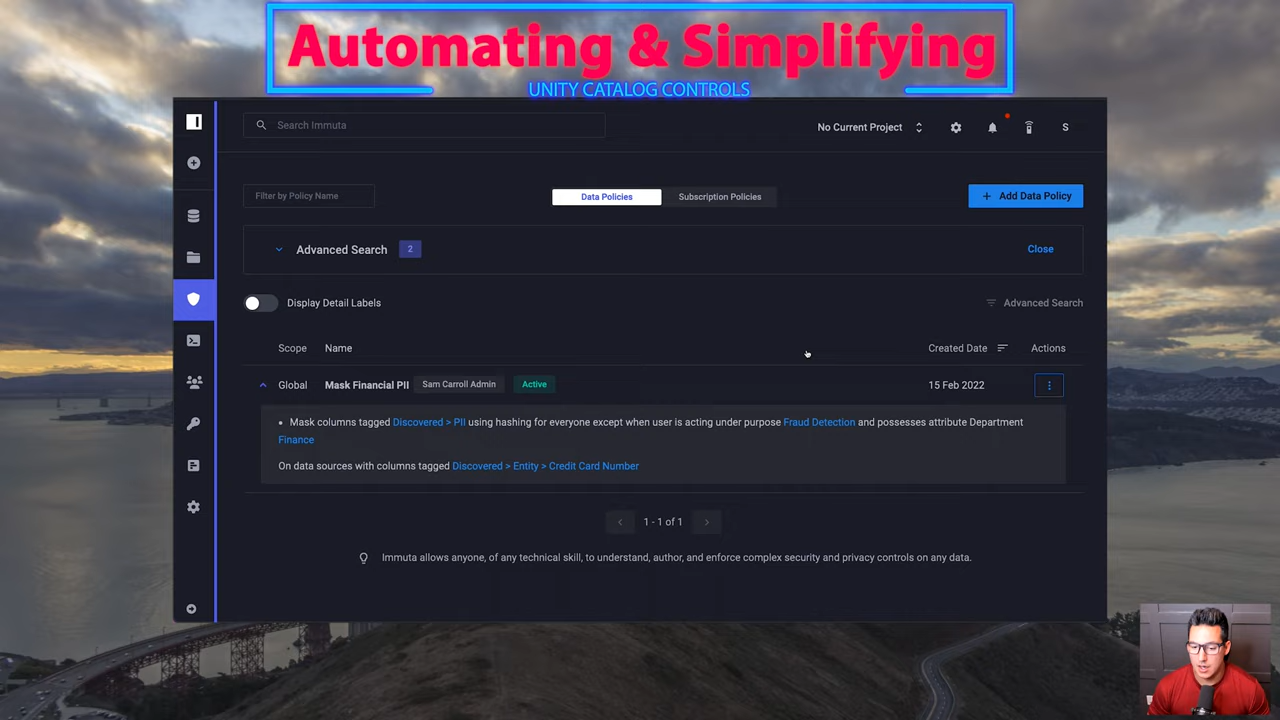 Automating & Simplifying
UNITY CATALOG CONTROLS
Search Immuta
No Current Project
S
Filter by Policy Name
Data Policies
Subscription Policies
+ Add Data Policy
Advanced Search 2
Close
Display Detail Labels
Advanced Search
Scope Name Created Date Actions
Global Mask Financial PII Sam Carroll Admin Active 15 Feb 2022
• Mask columns tagged Discovered > PII using hashing for everyone except when user is acting under purpose Fraud Detection and possesses attribute Department
Finance
On data sources with columns tagged Discovered > Entity > Credit Card Number
1 - 1 of 1
Immuta allows anyone, of any technical skill, to understand, author, and enforce complex security and privacy controls on any data.